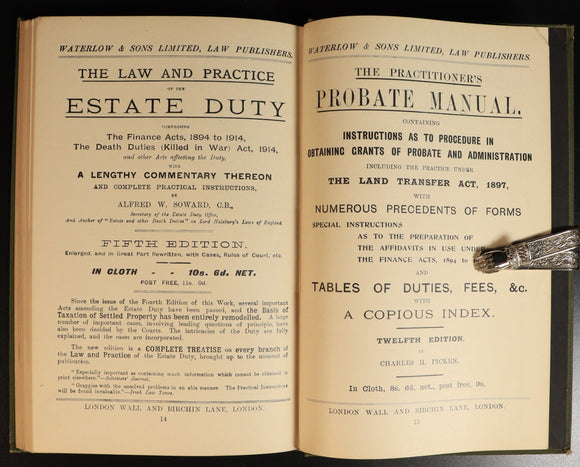 WATERLOW & SONS LIMITED, LAW PUBLISHERS.
THE LAW AND PRACTICE
OF THE
ESTATE DUTY
COMPRISING
The Finance Acts, 1894 to 1914,
The Death Duties (Killed in War) Act, 1914,
and other Acts affecting the Duty,
WITH
A LENGTHY COMMENTARY THEREON
AND COMPLETE PRACTICAL INSTRUCTIONS,
BY
ALFRED W. SOWARD, C.B.,
Secretary of the Estate Duty Office,
And Author of "Estate and other Death Duties" in Lord Halsbury's Laws of England.
FIFTH EDITION.
Enlarged, and in Great Part Rewritten, with Cases, Rules of Court, etc.
IN CLOTH - - 10s. 6d. NET.
POST FREE, 11s. 0d.
Since the issue of the Fourth Edition of this Work, several important
Acts amending the Estate Duty have been passed, and the Basis of
Taxation of Settled Property has been entirely remodelled. A large
number of important cases, involving leading questions of principle, have
also been decided by the Courts. The intricacies of the Duty are fully
explained, and the cases are incorporated.
The new edition is a COMPLETE TREATISE on every branch of
the Law and Practice of the Estate Duty, brought up to the moment of
publication.
"Especially important as containing much information which cannot be obtained in
print elsewhere."—Solicitors' Journal.
"Grapples with the unsolved problems in an able manner. The Practical Instructions
will be found invaluable."—Irish Law Times.
LONDON WALL AND BIRCHIN LANE, LONDON.
14
WATERLOW & SONS LIMITED, LAW PUBLISHERS.
THE PRACTITIONER'S
PROBATE MANUAL,
CONTAINING
INSTRUCTIONS AS TO PROCEDURE IN
OBTAINING GRANTS OF PROBATE AND ADMINISTRATION
INCLUDING THE PRACTICE UNDER
THE LAND TRANSFER ACT, 1897,
WITH
NUMEROUS PRECEDENTS OF FORMS
SPECIAL INSTRUCTIONS
AS TO THE PREPARATION OF
THE AFFIDAVITS IN USE UNDER
THE FINANCE ACTS, 1894 to
AND
TABLES OF DUTIES, FEES, &c.
WITH
A COPIOUS INDEX.
TWELFTH EDITION.
BY
CHARLES H. PICKEN.
In Cloth, 8s. 6d. net., post free, 9s.
LONDON WALL AND BIRCHIN LANE, LONDON.
15